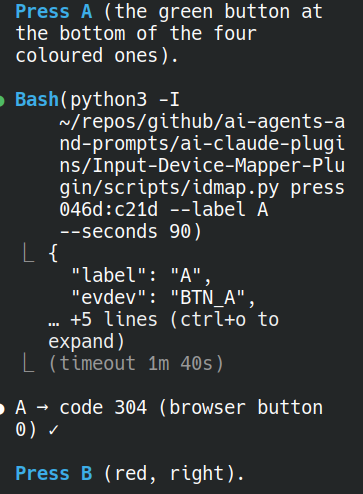 Press A (the green button at
the bottom of the four
coloured ones).
● Bash(python3 -I
~/repos/github/ai-agents-a
nd-prompts/ai-claude-plugi
ns/Input-Device-Mapper-Plu
gin/scripts/idmap.py press
046d:c21d --label A
--seconds 90)
⎿ {
"label": "A",
"evdev": "BTN_A",
… +5 lines (ctrl+o to
expand)
⎿ (timeout 1m 40s)
● A → code 304 (browser button
0) ✓
Press B (red, right).